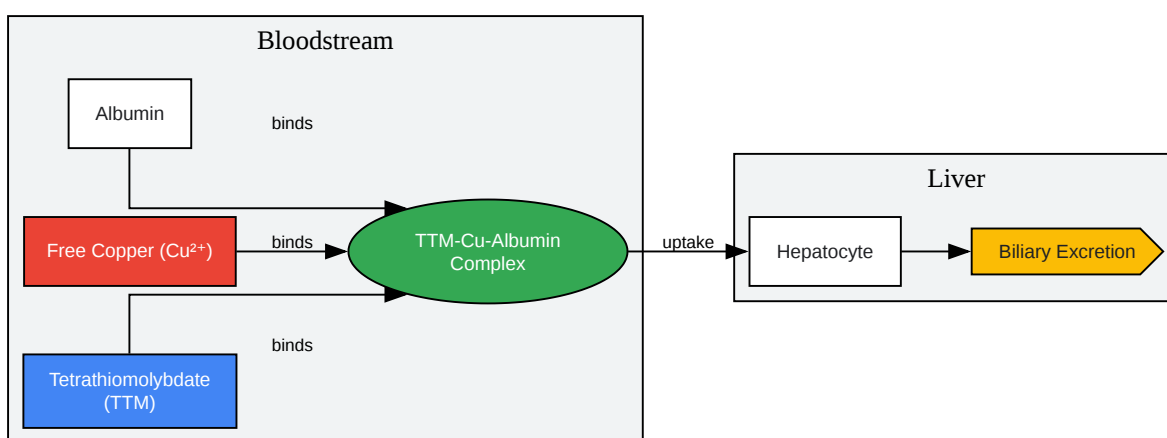 Bloodstream
Albumin
binds
Free Copper (Cu²⁺)
binds
TTM-Cu-Albumin
Complex
uptake
Tetrathiomolybdate
(TTM)
binds
Liver
Hepatocyte
Biliary Excretion